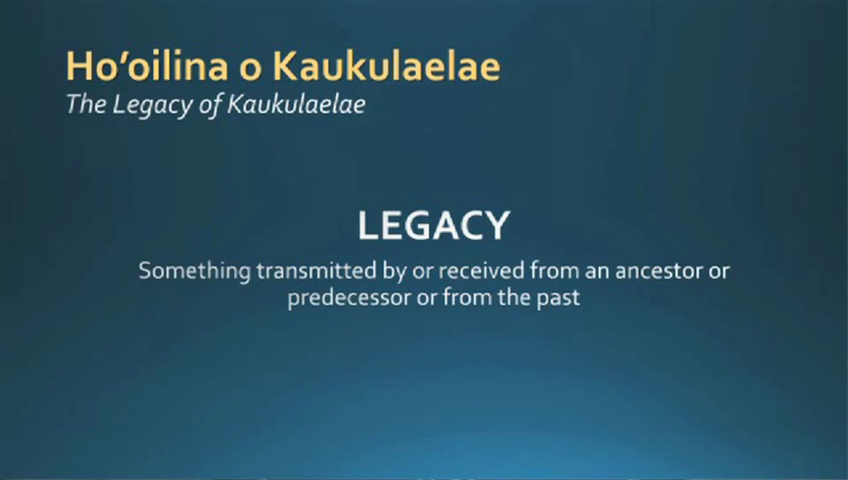 Ho’oilina o Kaukulaelae
The Legacy of Kaukulaelae
LEGACY
Something transmitted by or received from an ancestor or
predecessor or from the past